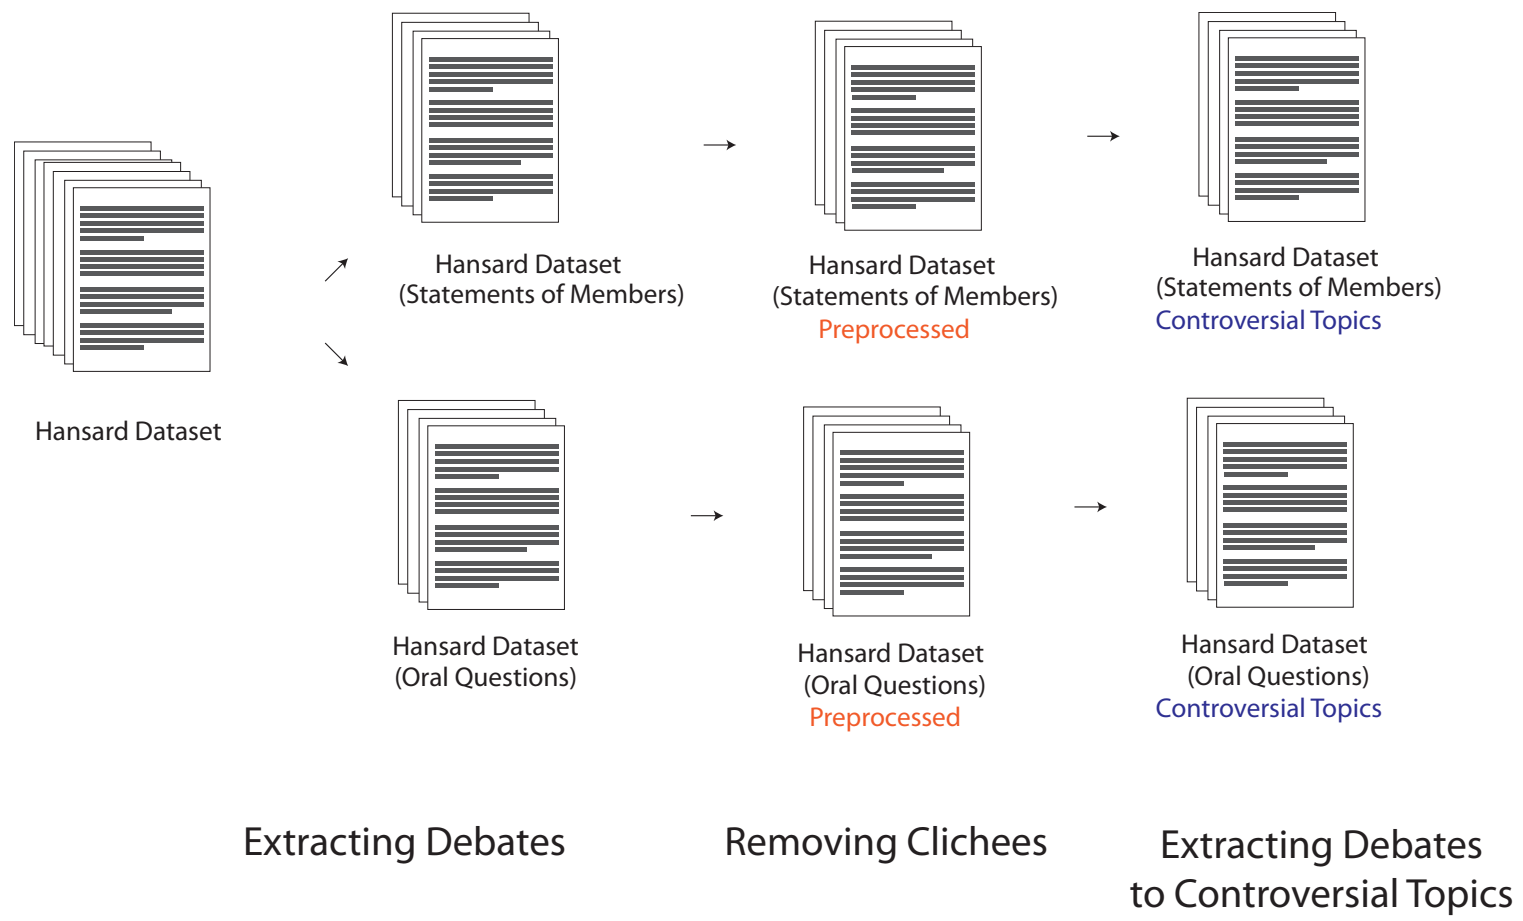 Hansard Dataset
Hansard Dataset
(Statements of Members)
Hansard Dataset
(Statements of Members)
Preprocessed
Hansard Dataset
(Statements of Members)
Controversial Topics
Hansard Dataset
(Oral Questions)
Hansard Dataset
(Oral Questions)
Preprocessed
Hansard Dataset
(Oral Questions)
Controversial Topics
Extracting Debates
Removing Clichees
Extracting Debates
to Controversial Topics